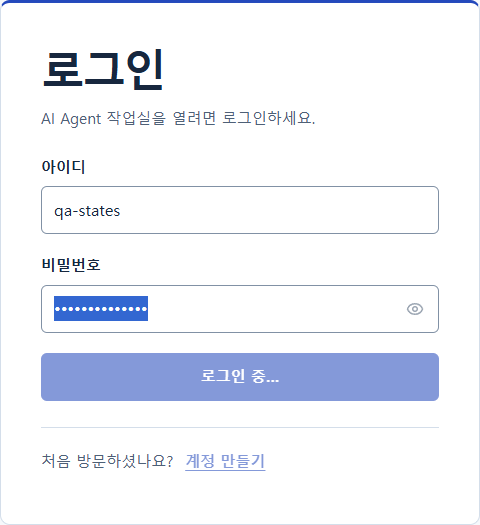 로그인
AI Agent 작업실을 열려면 로그인하세요.
아이디
qa-states
비밀번호
••••••••••••••
로그인 중...
처음 방문하셨나요? 계정 만들기